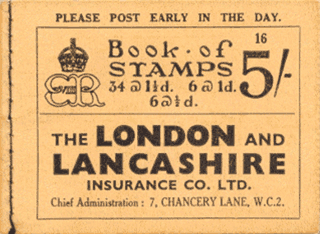 PLEASE POST EARLY IN THE DAY.
16
Book of
STAMPS
5/-
34 @ 1½d. 6 @ 1d.
6 @ ½d.
EVIIIR
THE LONDON AND
LANCASHIRE
INSURANCE CO. LTD.
Chief Administration : 7, CHANCERY LANE, W.C.2.